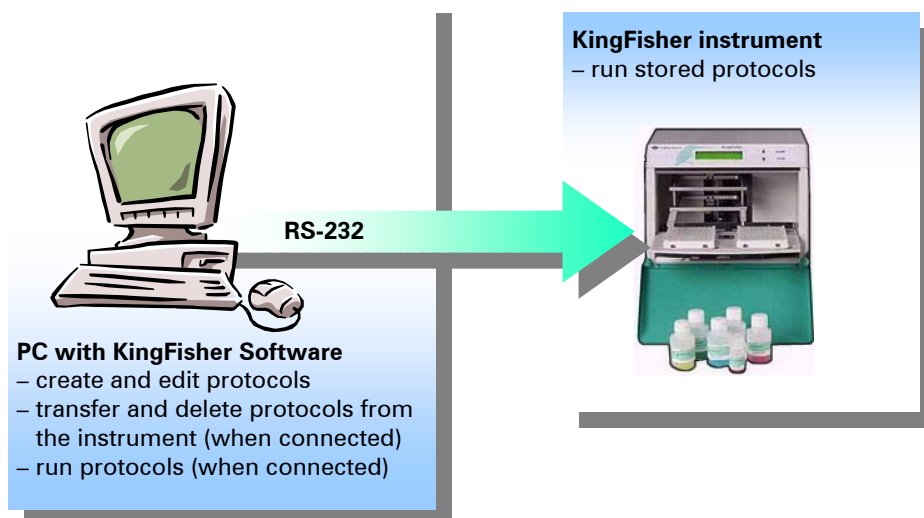 KingFisher instrument
– run stored protocols
RS-232
PC with KingFisher Software
– create and edit protocols
– transfer and delete protocols from
the instrument (when connected)
– run protocols (when connected)